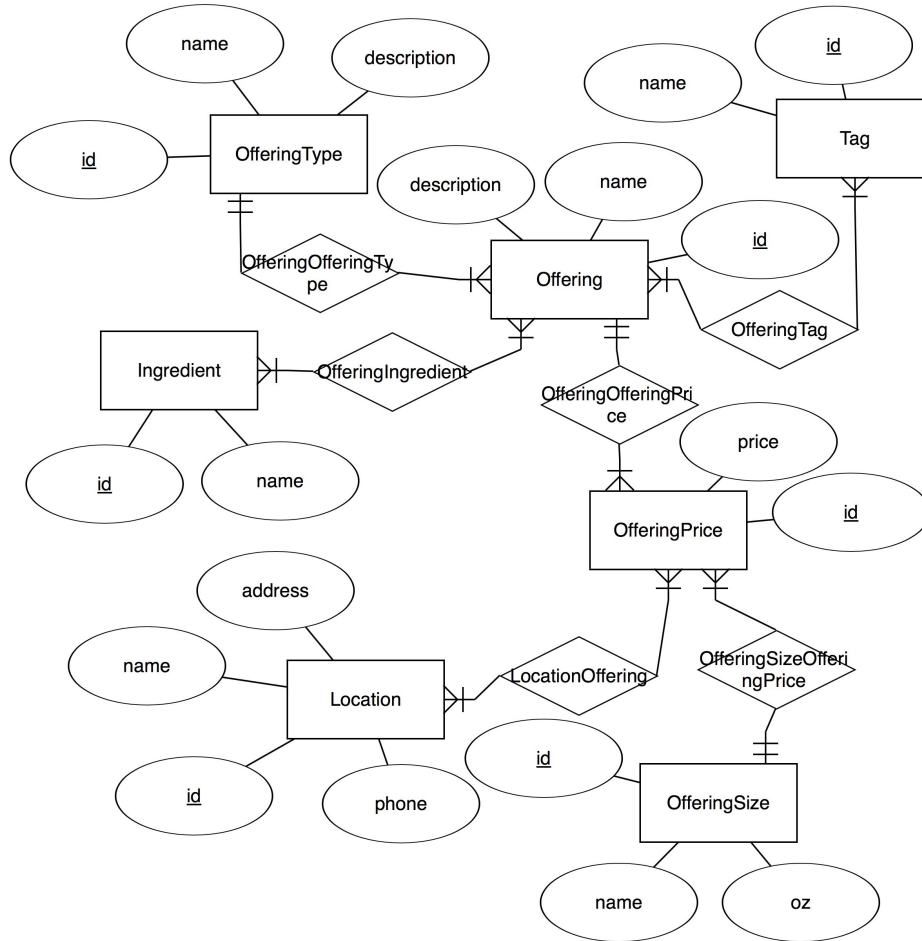 name
description
id
OfferingType
id
name
Tag
description
name
id
OfferingOfferingTy
pe
Offering
OfferingTag
Ingredient
OfferingIngredient
OfferingOfferingPri
ce
id
name
price
id
OfferingPrice
address
name
Location
LocationOffering
OfferingSizeOfferi
ngPrice
id
phone
id
OfferingSize
name
oz